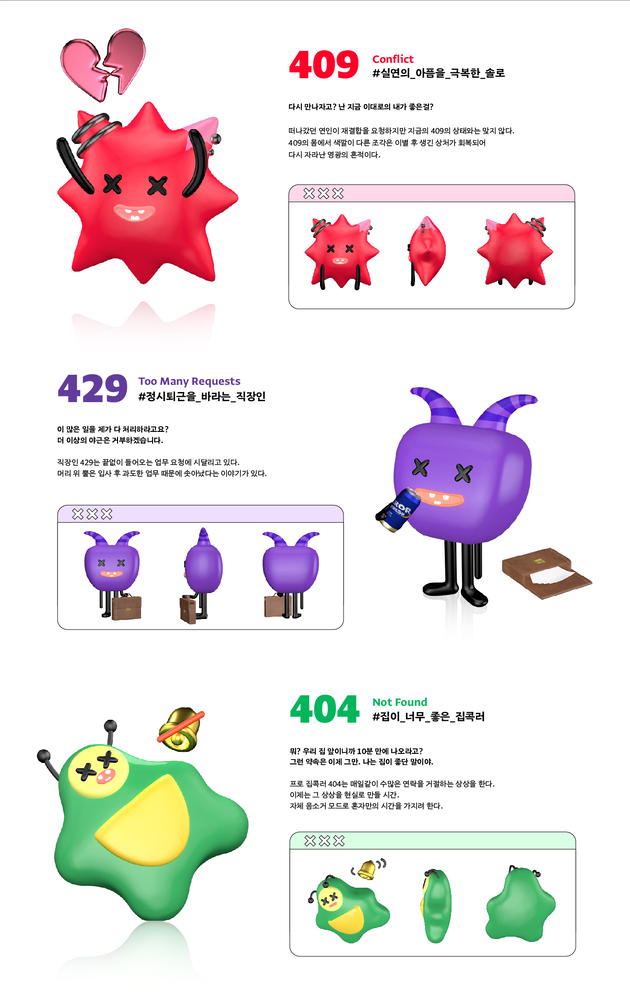 409
Conflict
#실연의_아픔을_극복한_솔로
다시 만나자고? 난 지금 이대로의 내가 좋은걸?
떠나갔던 연인이 재결합을 요청하지만 지금의 409의 상태와는 맞지 않다.
409의 몸에서 색깔이 다른 조각은 이별 후 생긴 상처가 회복되어
다시 자라난 영광의 흔적이다.
429
Too Many Requests
#정시퇴근을_바라는_직장인
이 많은 일을 제가 다 처리하라고요?
더 이상의 야근은 거부하겠습니다.
직장인 429는 끝없이 들어오는 업무 요청에 시달리고 있다.
머리 위 뿔은 입사 후 과도한 업무 때문에 솟아났다는 이야기가 있다.
404
Not Found
#집이_너무_좋은_집콕러
뭐? 우리 집 앞이니까 10분 만에 나오라고?
그런 약속은 이제 그만. 나는 집이 좋단 말이야.
프로 집콕러 404는 매일같이 수많은 연락을 거절하는 상상을 한다.
이제는 그 상상을 현실로 만들 시간.
자체 음소거 모드로 혼자만의 시간을 가지려 한다.